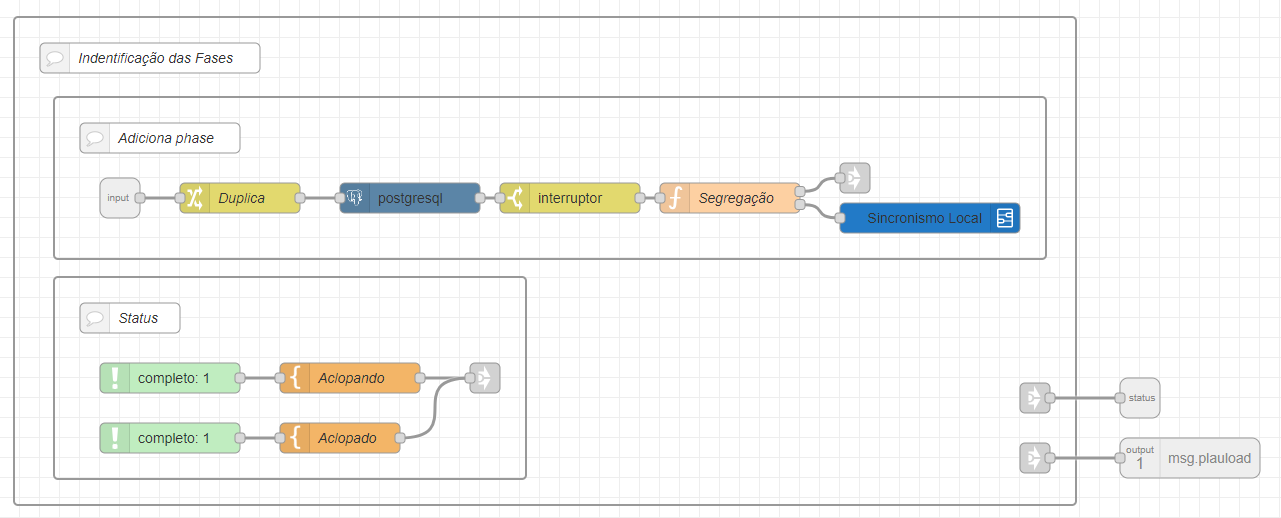 Indentificação das Fases
Adiciona phase
input
Duplica
postgresql
interruptor
Segregação
Sincronismo Local
Status
completo: 1
Aclopando
completo: 1
Aclopado
status
output
1
msg.plauload